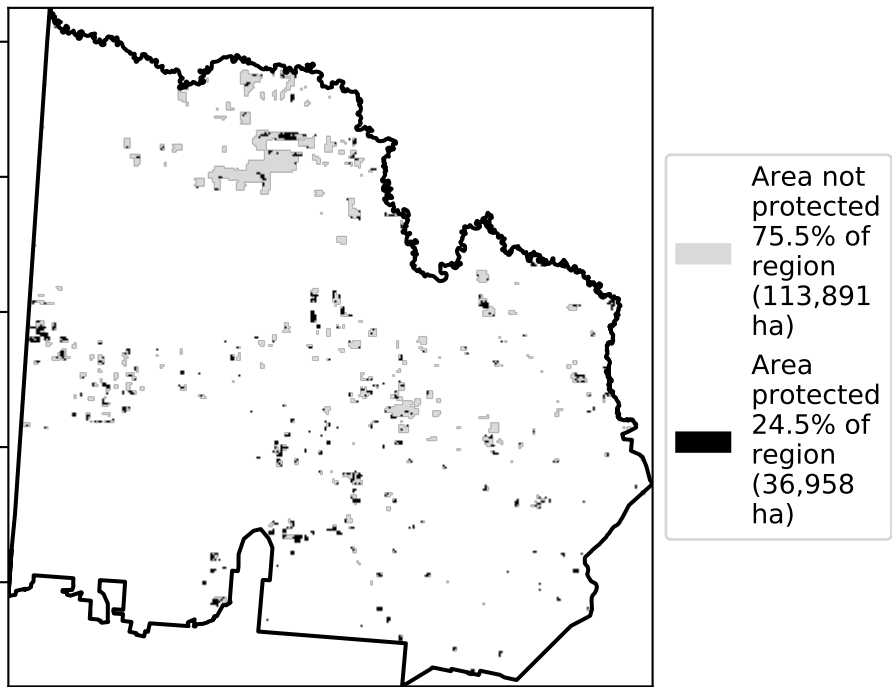 Area not
protected
75.5% of
region
(113,891
ha)
Area
protected
24.5% of
region
(36,958
ha)